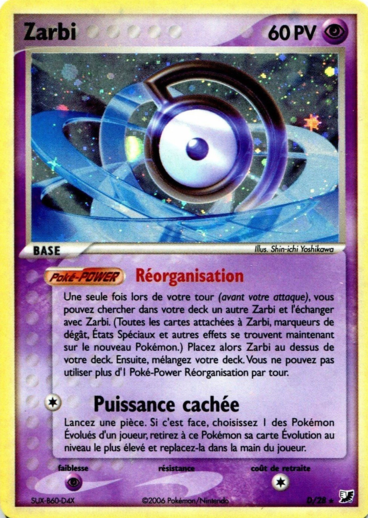 Zarbi 60 PV
BASE
Illus. Shin-ichi Yoshikawa
Poké-POWER Réorganisation
Une seule fois lors de votre tour (avant votre attaque), vous
pouvez chercher dans votre deck un autre Zarbi et l'échanger
avec Zarbi. (Toutes les cartes attachées à Zarbi, marqueurs de
dégât, États Spéciaux et autres effets se trouvent maintenant
sur le nouveau Pokémon.) Placez alors Zarbi au dessus de
votre deck. Ensuite, mélangez votre deck. Vous ne pouvez pas
utiliser plus d'1 Poké-Power Réorganisation par tour.
Puissance cachée
Lancez une pièce. Si c'est face, choisissez 1 des Pokémon
Évolués d'un joueur, retirez à ce Pokémon sa carte Évolution au
niveau le plus élevé et replacez-la dans la main du joueur.
faiblesse résistance coût de retraite
©2006 Pokémon/Nintendo
D/28